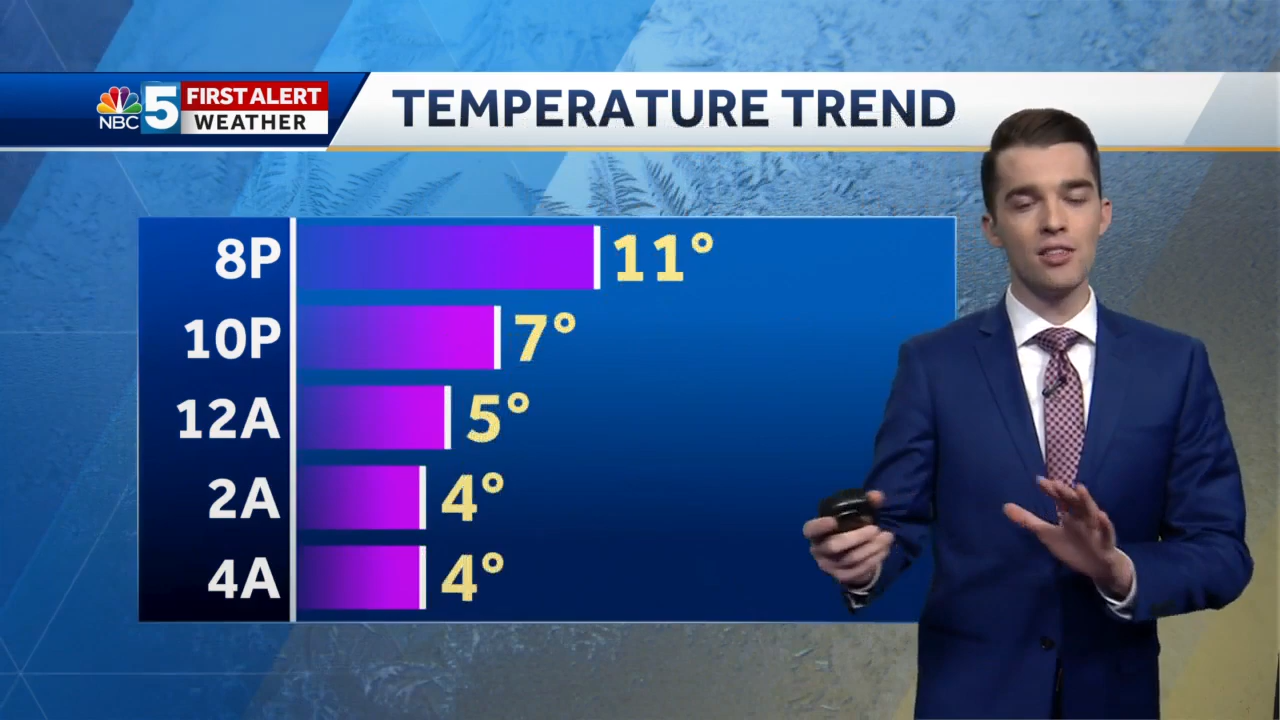 NBC 5 FIRST ALERT WEATHER
TEMPERATURE TREND
8P 11°
10P 7°
12A 5°
2A 4°
4A 4°